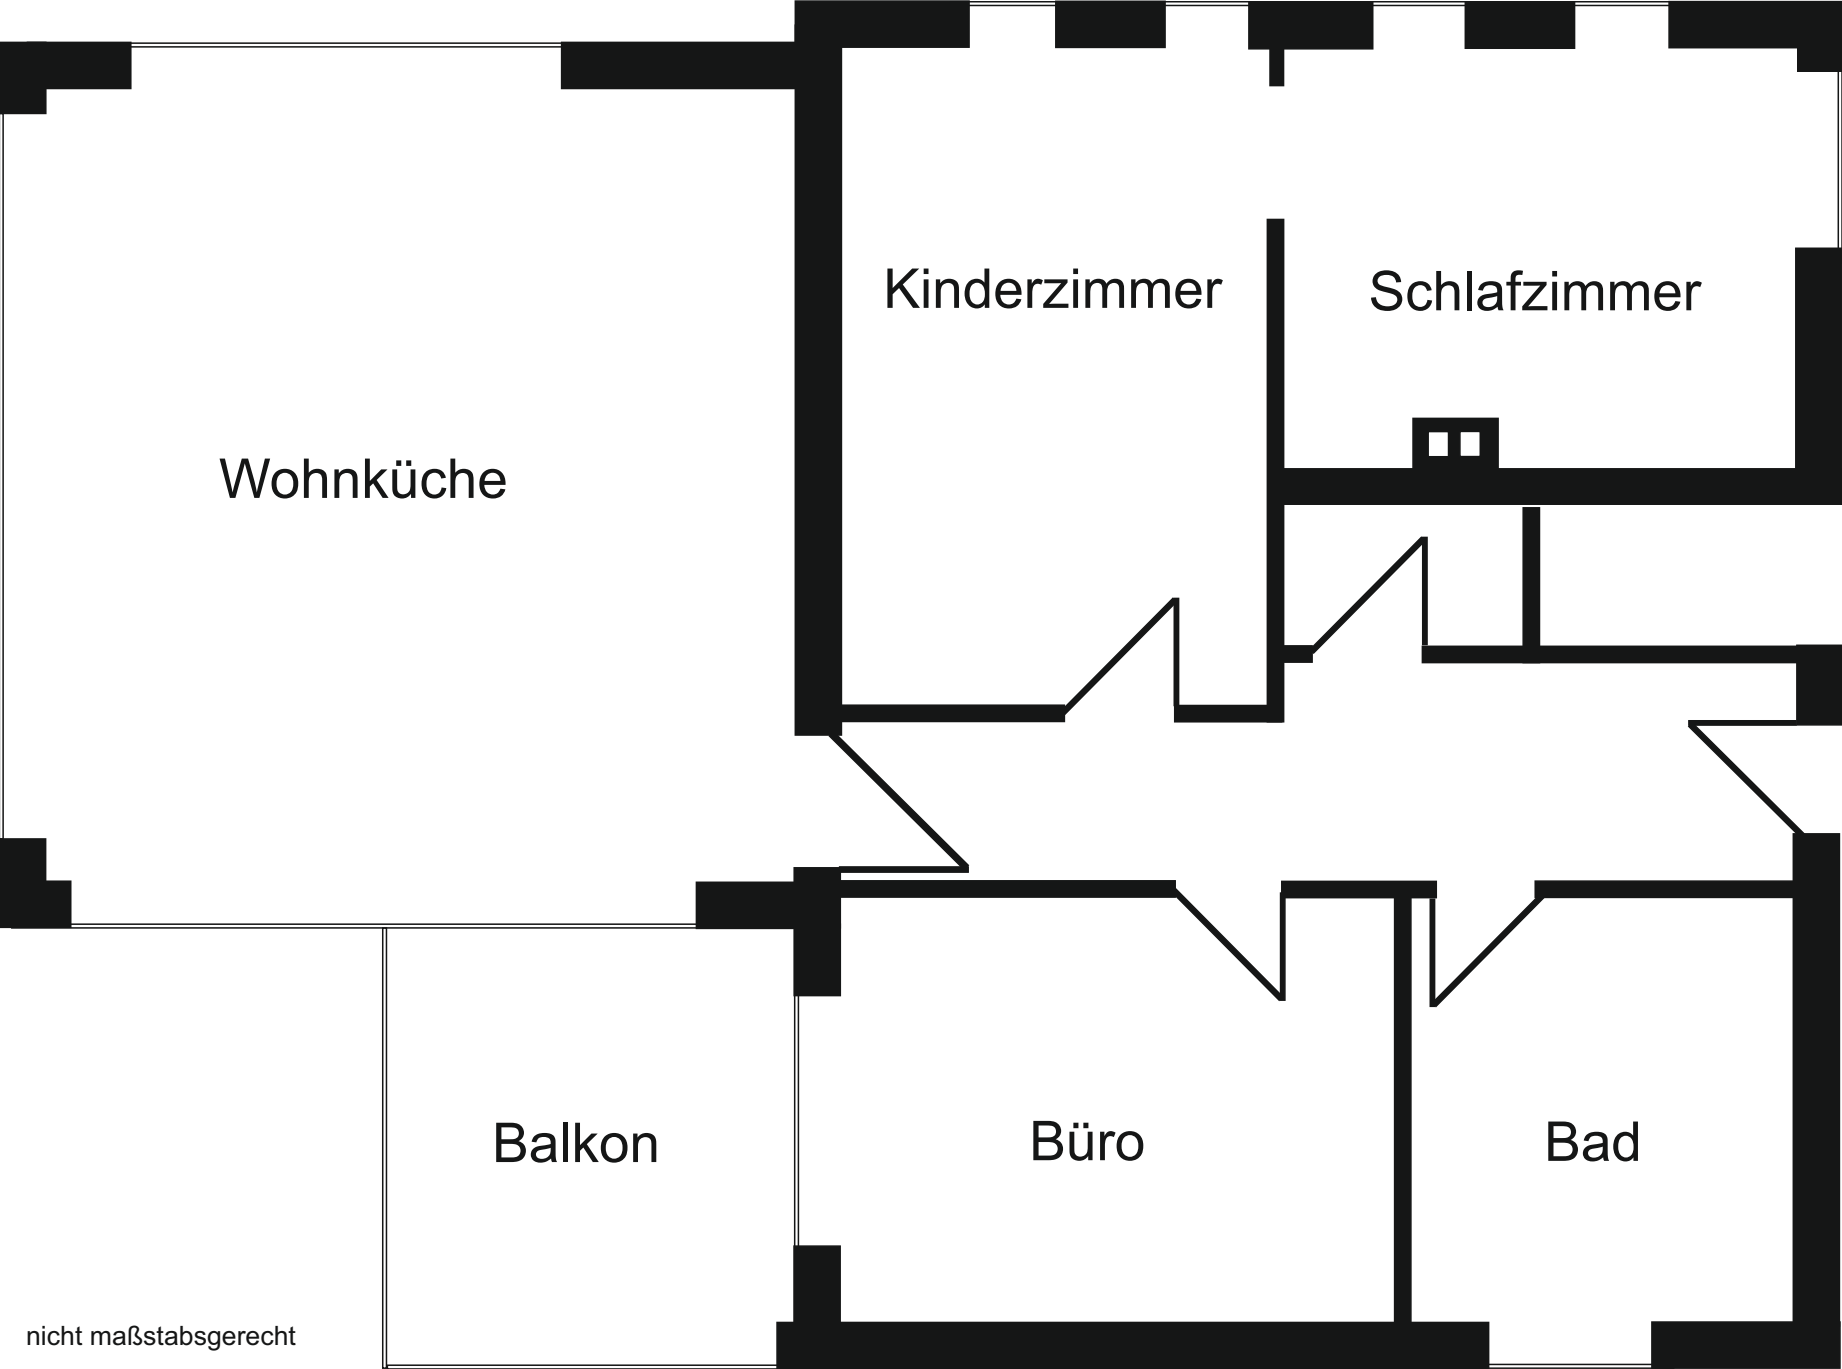 Kinderzimmer
Schlafzimmer
Wohnküche
Balkon
Büro
Bad
nicht maßstabsgerecht